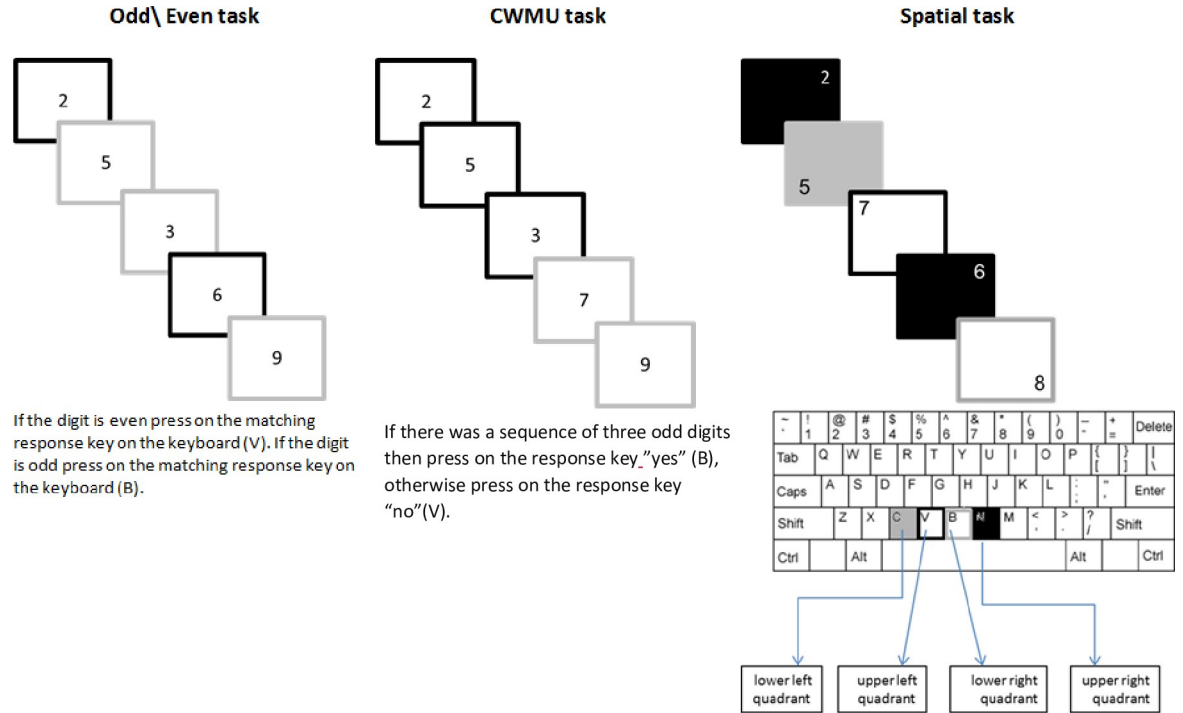 Odd\ Even task
CWMU task
Spatial task
2
5
3
6
9
2
5
3
7
9
2
5
7
6
8
If the digit is even press on the matching
response key on the keyboard (V). If the digit
is odd press on the matching response key on
the keyboard (B).
If there was a sequence of three odd digits
then press on the response key "yes" (B),
otherwise press on the response key
“no”(V).
~ ! @ # $ % ^ & * ( ) - + Delete
` 1 2 3 4 5 6 7 8 9 0 - =
Tab Q W E R T Y U I O P { } |
[ ] \
Caps A S D F G H J K L : " Enter
; '
Shift Z X C V B N M < > ? Shift
, . /
Ctrl Alt Alt Ctrl
lower left
quadrant
upper left
quadrant
lower right
quadrant
upper right
quadrant